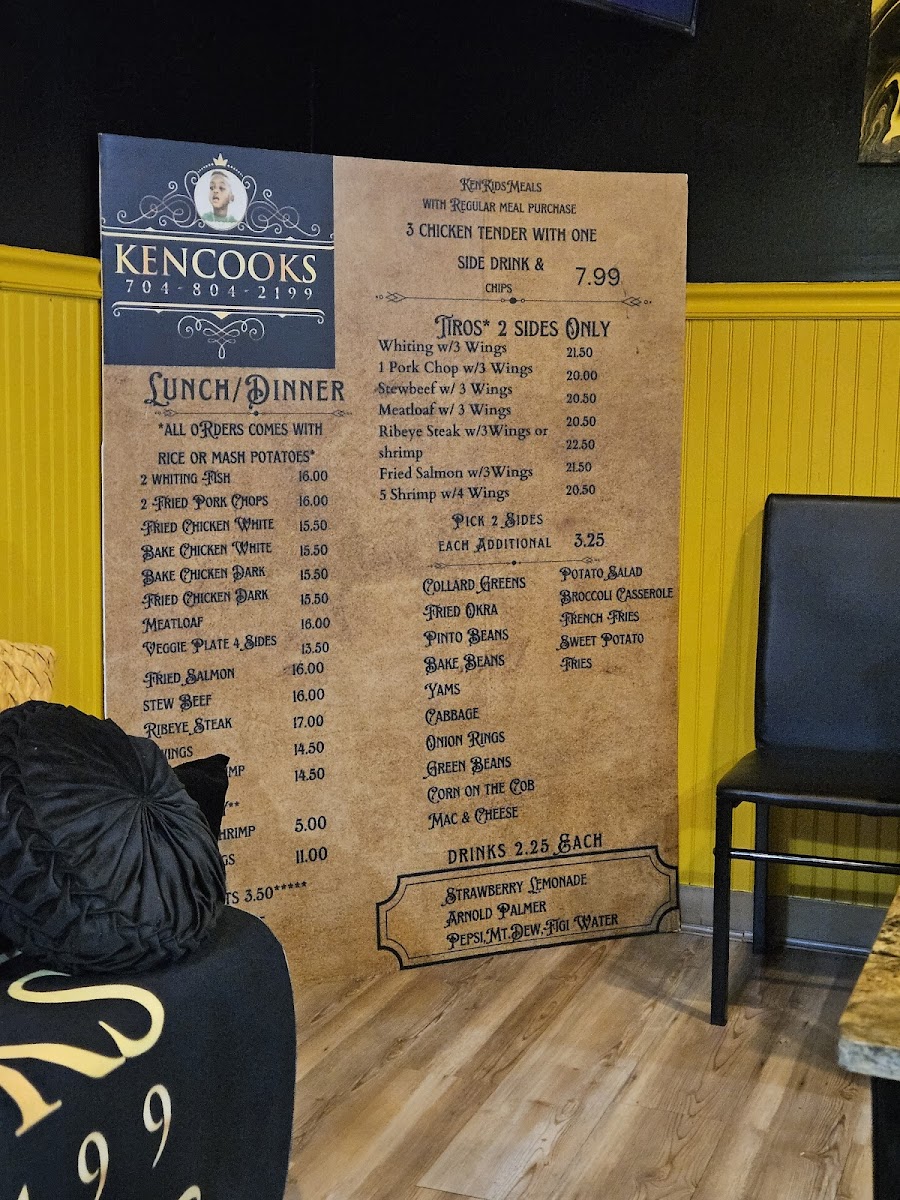 KENCOOKS
704-804-2199
LUNCH/DINNER
*ALL ORDERS COMES WITH
RICE OR MASH POTATOES*
2 WHITING FISH 16.00
2 FRIED PORK CHOPS 16.00
FRIED CHICKEN WHITE 15.50
BAKE CHICKEN WHITE 15.50
BAKE CHICKEN DARK 15.50
FRIED CHICKEN DARK 15.50
MEATLOAF 16.00
VEGGIE PLATE 4 SIDES 13.50
FRIED SALMON 16.00
STEW BEEF 16.00
RIBEYE STEAK 17.00
WINGS 14.50
14.50
5.00
11.00
3.50*****
KENKIDSMEALS
WITH REGULAR MEAL PURCHASE
3 CHICKEN TENDER WITH ONE
SIDE DRINK &
CHIPS 7.99
TIROS* 2 SIDES ONLY
Whiting w/3 Wings 21.50
1 Pork Chop w/3 Wings 20.00
Stewbeef w/ 3 Wings 20.50
Meatloaf w/ 3 Wings 20.50
Ribeye Steak w/3Wings or 22.50
shrimp
Fried Salmon w/3Wings 21.50
5 Shrimp w/4 Wings 20.50
PICK 2 SIDES
EACH ADDITIONAL 3.25
COLLARD GREENS
FRIED OKRA
PINTO BEANS
BAKE BEANS
YAMS
CABBAGE
ONION RINGS
GREEN BEANS
CORN ON THE COB
MAC & CHEESE
POTATO SALAD
BROCCOLI CASSEROLE
FRENCH FRIES
SWEET POTATO
FRIES
DRINKS 2.25 EACH
STRAWBERRY LEMONADE
ARNOLD PALMER
PEPSI,MT.DEW,FIGI WATER